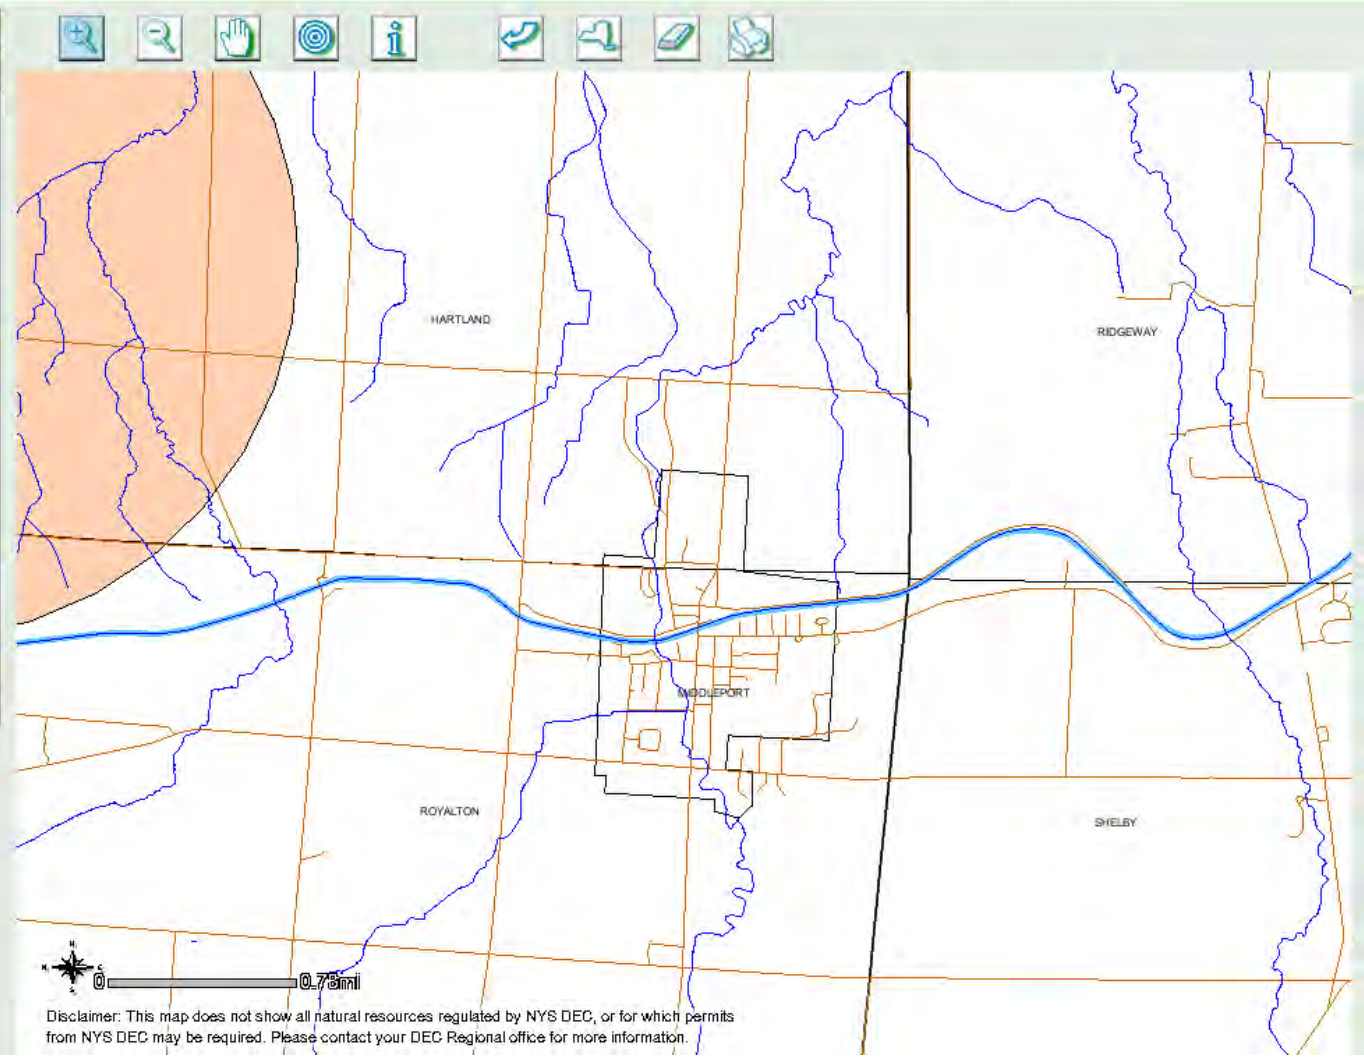 HARTLAND
RIDGEWAY
MIDDLEPORT
ROYALTON
SHELBY
N
0 0.78mi
Disclaimer: This map does not show all natural resources regulated by NYS DEC, or for which permits
from NYS DEC may be required. Please contact your DEC Regional office for more information.